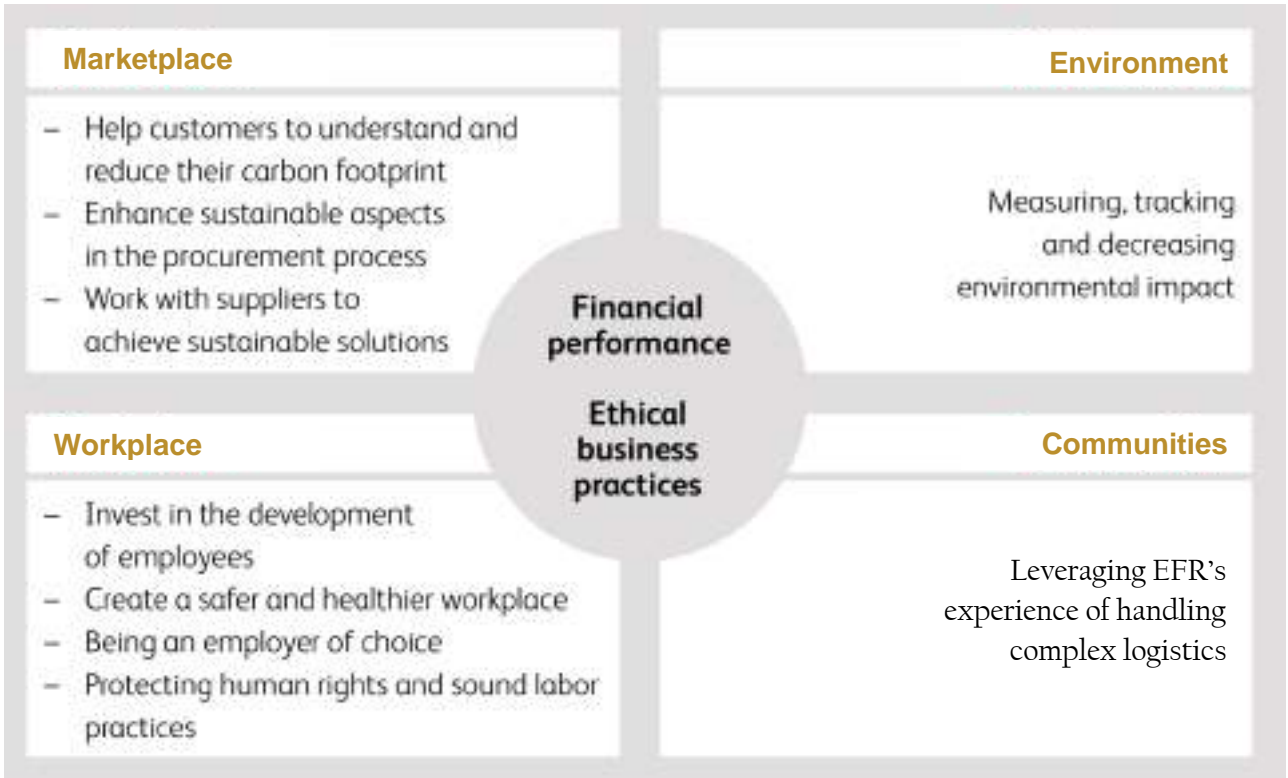 Marketplace
– Help customers to understand and
reduce their carbon footprint
– Enhance sustainable aspects
in the procurement process
– Work with suppliers to
achieve sustainable solutions
Environment
Measuring, tracking
and decreasing
environmental impact
Financial
performance
Ethical
business
practices
Workplace
– Invest in the development
of employees
– Create a safer and healthier workplace
– Being an employer of choice
– Protecting human rights and sound labor
practices
Communities
Leveraging EFR’s
experience of handling
complex logistics